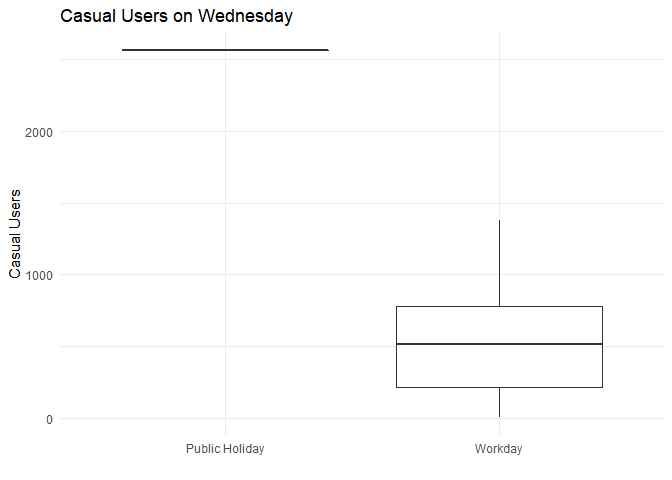 Casual Users on Wednesday
Casual Users
2000
1000
0
Public Holiday
Workday